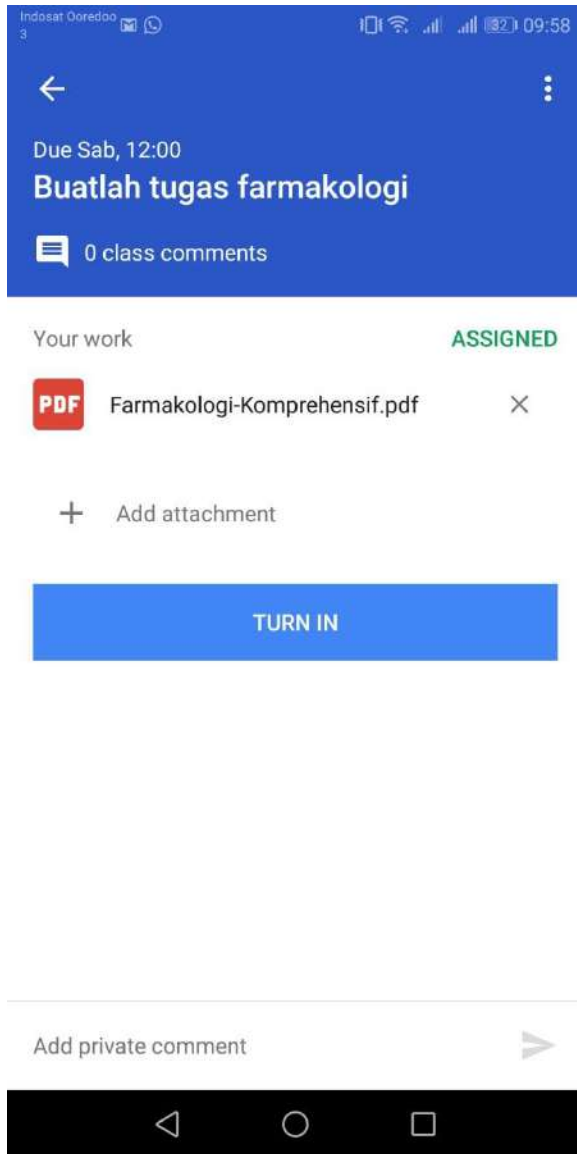 Indosat Ooredoo
3
32 09:58
Due Sab, 12:00
Buatlah tugas farmakologi
0 class comments
Your work ASSIGNED
PDF Farmakologi-Komprehensif.pdf
Add attachment
TURN IN
Add private comment